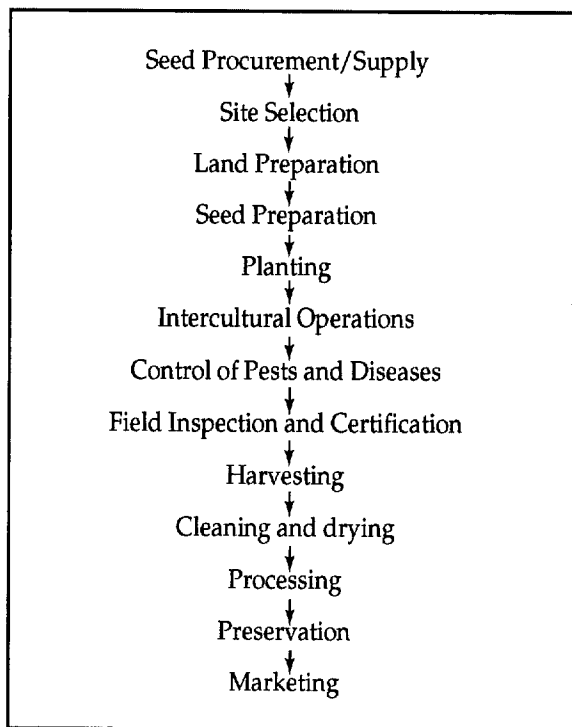 Seed Procurement/Supply
Site Selection
Land Preparation
Seed Preparation
Planting
Intercultural Operations
Control of Pests and Diseases
Field Inspection and Certification
Harvesting
Cleaning and drying
Processing
Preservation
Marketing